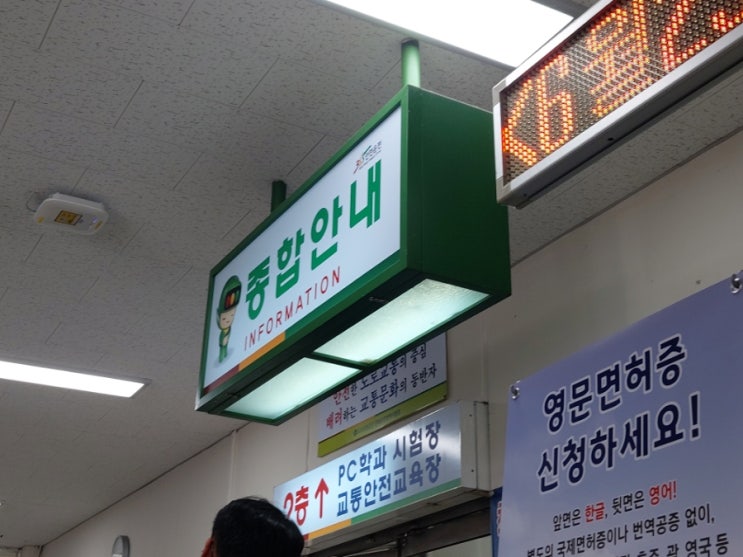 종합안내
INFORMATION
안전한 도로교통의 중심
배려하는 교통문화의 동반자
2층 ↑ PC학과 시험장
교통안전교육장
영문면허증
신청하세요!
앞면은 한글, 뒷면은 영어!
별도의 국제면허증이나 번역공증 없이,